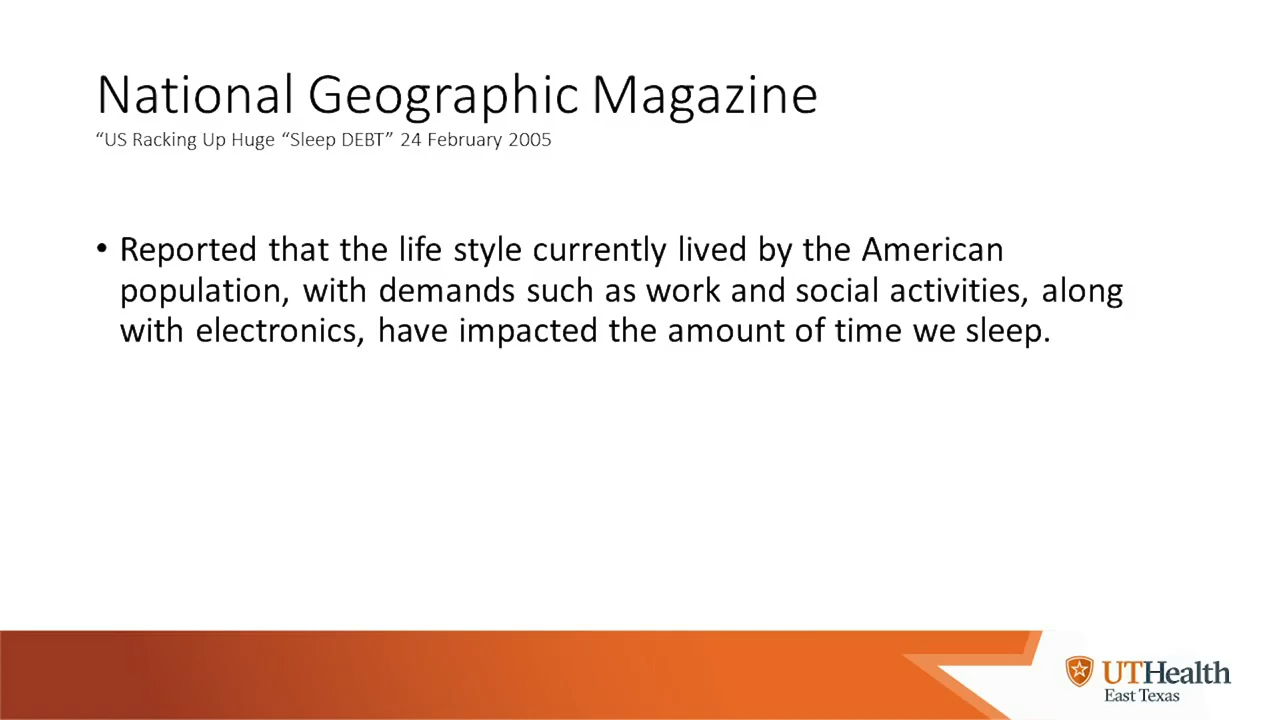 National Geographic Magazine
“US Racking Up Huge “Sleep DEBT” 24 February 2005
• Reported that the life style currently lived by the American
population, with demands such as work and social activities, along
with electronics, have impacted the amount of time we sleep.
UTHealth
East Texas